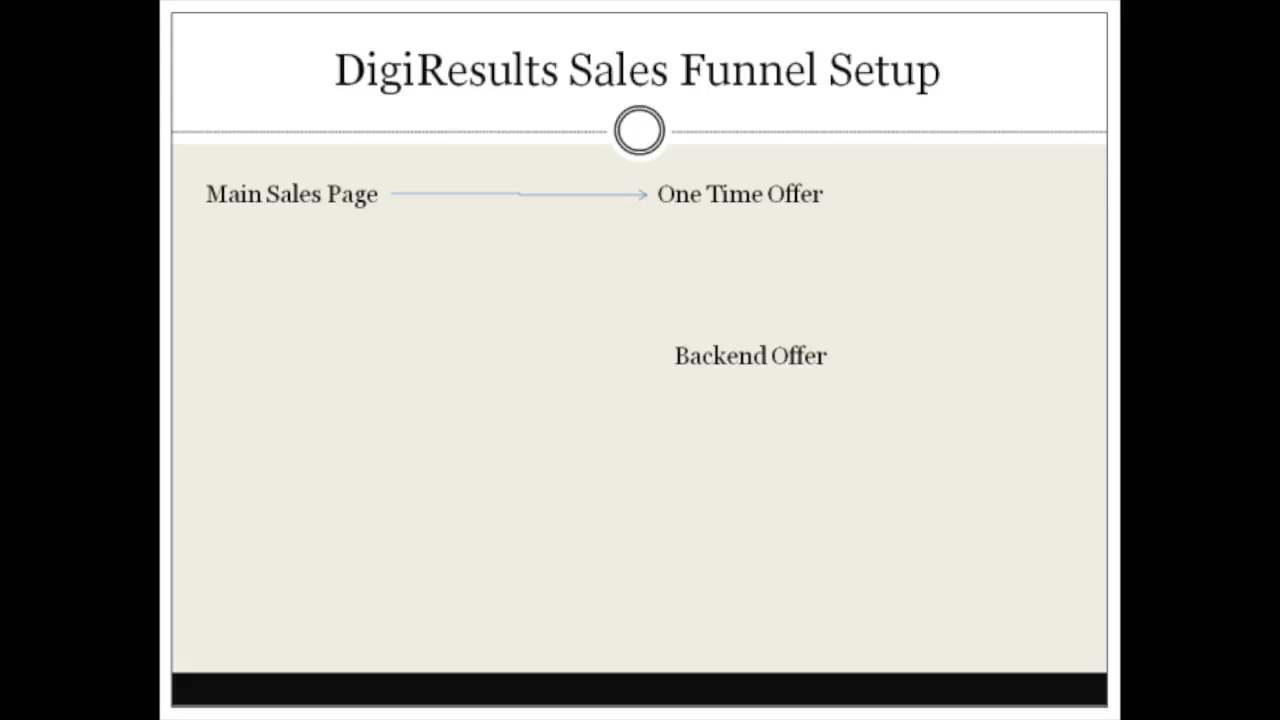 DigiResults Sales Funnel Setup
Main Sales Page
One Time Offer
Backend Offer